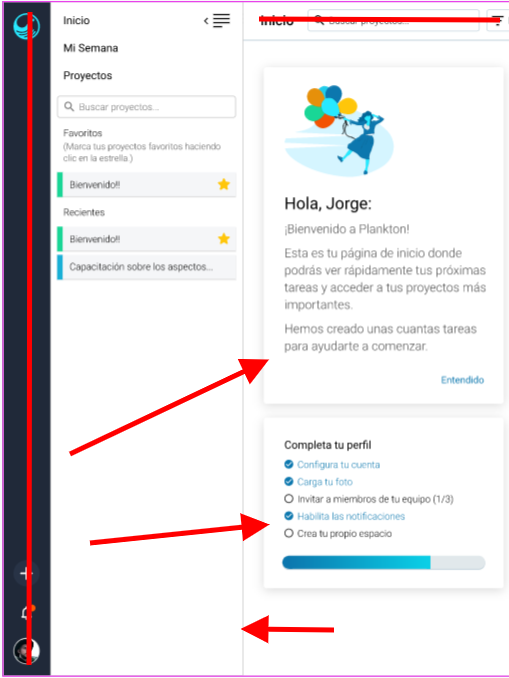 Inicio
Mi Semana
Proyectos
Buscar proyectos...
Favoritos
(Marca tus proyectos favoritos haciendo
clic en la estrella.)
Bienvenido!!
Recientes
Bienvenido!!
Capacitación sobre los aspectos...
Inicio
Buscar proyectos...
Hola, Jorge:
¡Bienvenido a Plankton!
Esta es tu página de inicio donde
podrás ver rápidamente tus próximas
tareas y acceder a tus proyectos más
importantes.
Hemos creado unas cuantas tareas
para ayudarte a comenzar.
Entendido
Completa tu perfil
Configura tu cuenta
Carga tu foto
Invitar a miembros de tu equipo (1/3)
Habilita las notificaciones
Crea tu propio espacio